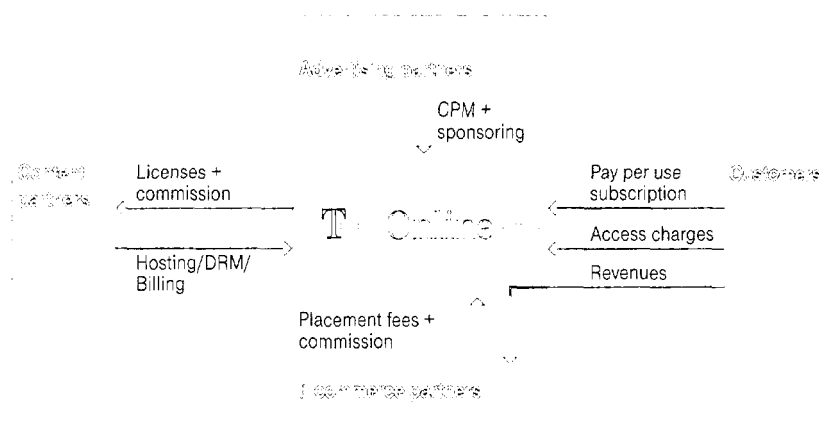 Advertising partners
CPM +
sponsoring
Content
partners
Licenses +
commission
Pay per use
subscription
Customers
T · · Online · · ·
Access charges
Hosting/DRM/
Billing
Revenues
Placement fees +
commission
E-commerce partners